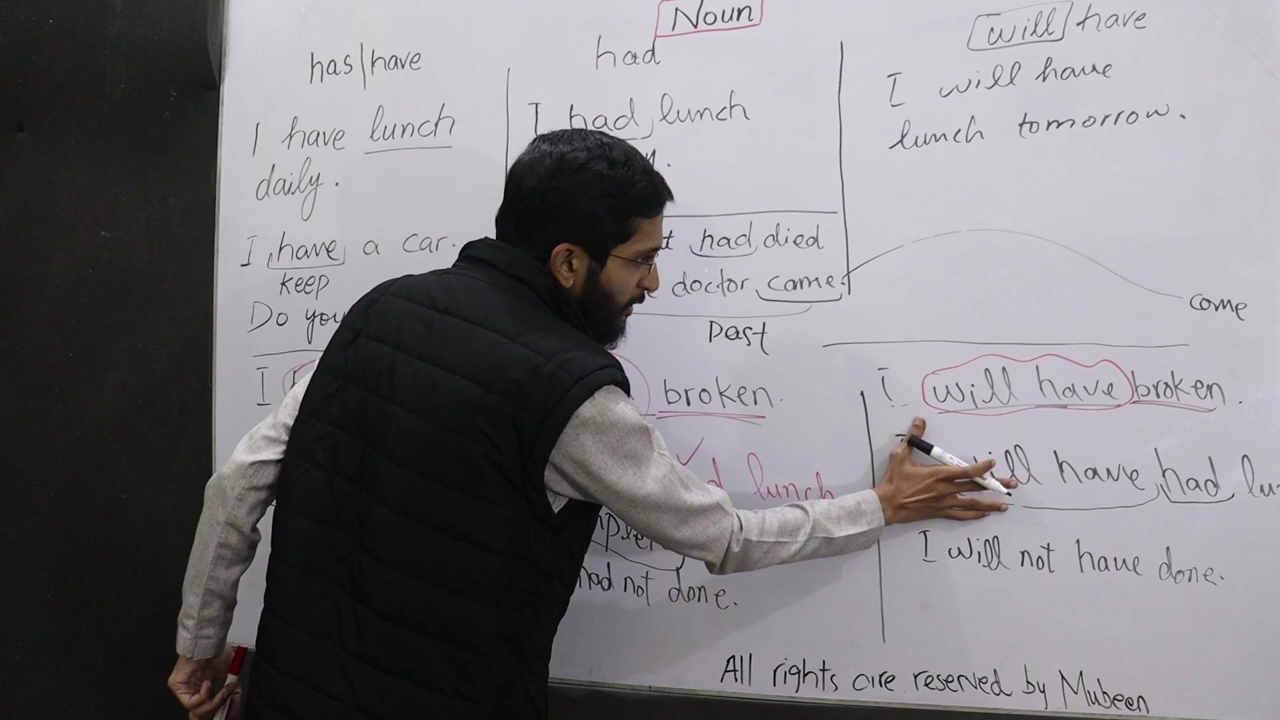 Noun
has|have
I have lunch
daily.
I have a car.
keep
Do you
I
had
I had lunch
had died
doctor came.
past
broken.
lunch
had not done.
will have
I will have
lunch tomorrow.
come
I will have broken.
will have had
I will not have done.
All rights are reserved by Mubeen